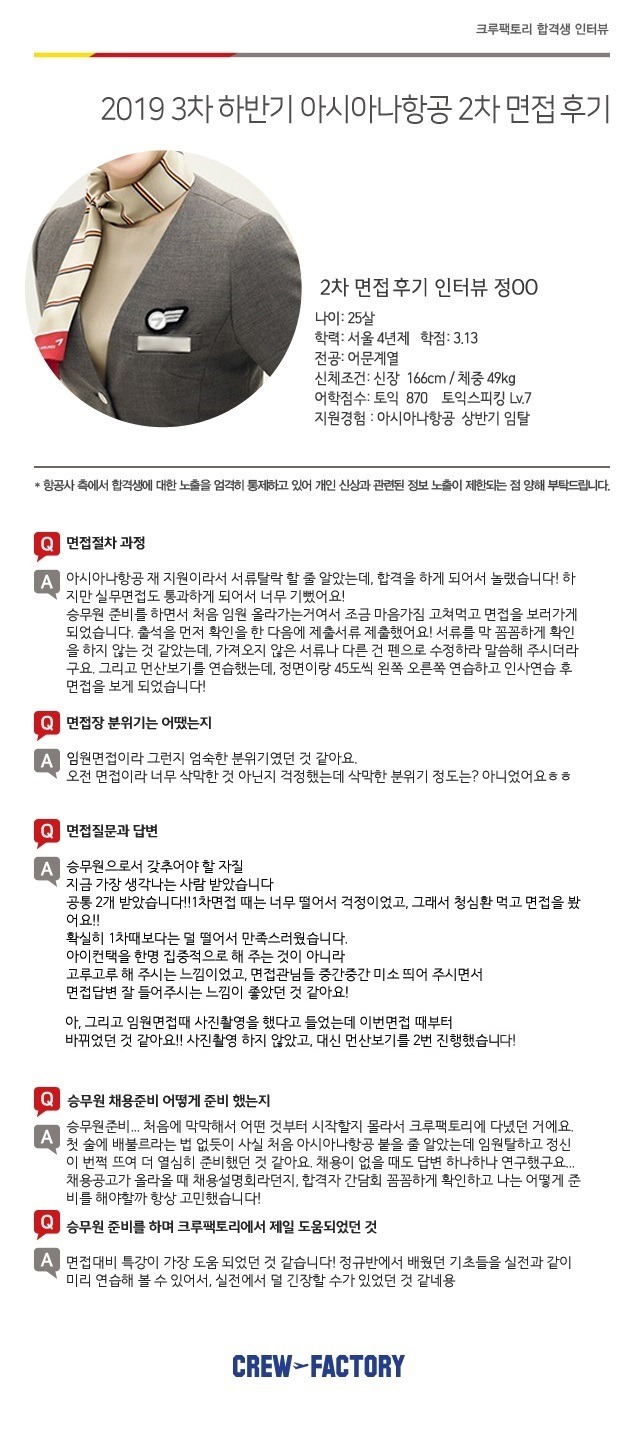 크루팩토리 합격생 인터뷰
2019 3차 하반기 아시아나항공 2차 면접 후기
2차 면접 후기 인터뷰 정OO
나이: 25살
학력: 서울 4년제 학점: 3.13
전공: 어문계열
신체조건: 신장 166cm / 체중 49kg
어학점수: 토익 870 토익스피킹 Lv.7
지원경험 : 아시아나항공 상반기 임탈
* 항공사 측에서 합격생에 대한 노출을 엄격히 통제하고 있어 개인 신상과 관련된 정보 노출이 제한되는 점 양해 부탁드립니다.
Q 면접절차 과정
A 아시아나항공 재 지원이라서 서류탈락 할 줄 알았는데, 합격을 하게 되어서 놀랬습니다! 하
지만 실무면접도 통과하게 되어서 너무 기뻤어요!
승무원 준비를 하면서 처음 임원 올라가는거여서 조금 마음가짐 고쳐먹고 면접을 보러가게
되었습니다. 출석을 먼저 확인을 한 다음에 제출서류 제출했어요! 서류를 막 꼼꼼하게 확인
을 하지 않는 것 같았는데, 가져오지 않은 서류나 다른 건 펜으로 수정하라 말씀해 주시더라
구요. 그리고 먼산보기를 연습했는데, 정면이랑 45도씩 왼쪽 오른쪽 연습하고 인사연습 후
면접을 보게 되었습니다!
Q 면접장 분위기는 어땠는지
A 임원면접이라 그런지 엄숙한 분위기였던 것 같아요.
오전 면접이라 너무 삭막한 것 아닌지 걱정했는데 삭막한 분위기 정도는? 아니었어요ㅎㅎ
Q 면접질문과 답변
A 승무원으로서 갖추어야 할 자질
지금 가장 생각나는 사람 받았습니다
공통 2개 받았습니다!!1차면접 때는 너무 떨어서 걱정이었고, 그래서 청심환 먹고 면접을 봤
어요!!
확실히 1차때보다는 덜 떨어서 만족스러웠습니다.
아이컨택을 한명 집중적으로 해 주는 것이 아니라
고루고루 해 주시는 느낌이었고, 면접관님들 중간중간 미소 띄어 주시면서
면접답변 잘 들어주시는 느낌이 좋았던 것 같아요!
아, 그리고 임원면접때 사진촬영을 했다고 들었는데 이번면접 때부터
바뀌었던 것 같아요!! 사진촬영 하지 않았고, 대신 먼산보기를 2번 진행했습니다!
Q 승무원 채용준비 어떻게 준비 했는지
A 승무원준비... 처음에 막막해서 어떤 것부터 시작할지 몰라서 크루팩토리에 다녔던 거에요.
첫 술에 배불르라는 법 없듯이 사실 처음 아시아나항공 붙을 줄 알았는데 임원탈하고 정신
이 번쩍 뜨여 더 열심히 준비했던 것 같아요. 채용이 없을 때도 답변 하나하나 연구했구요...
채용공고가 올라올 때 채용설명회라던지, 합격자 간담회 꼼꼼하게 확인하고 나는 어떻게 준
비를 해야할까 항상 고민했습니다!
Q 승무원 준비를 하며 크루팩토리에서 제일 도움되었던 것
A 면접대비 특강이 가장 도움 되었던 것 같습니다! 정규반에서 배웠던 기초들을 실전과 같이
미리 연습해 볼 수 있어서, 실전에서 덜 긴장할 수가 있었던 것 같네용
CREW FACTORY